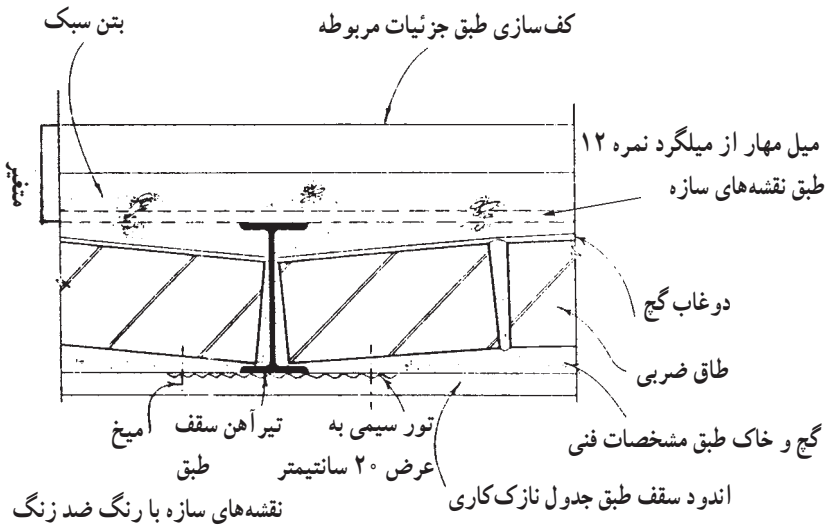 بتن سبک
کف‌سازی طبق جزئیات مربوطه
متغیر
میل مهار از میلگرد نمره ۱۲
طبق نقشه‌های سازه
دوغاب گچ
طاق ضربی
گچ و خاک طبق مشخصات فنی
اندود سقف طبق جدول نازک‌کاری
تور سیمی به
عرض ۲۰ سانتیمتر
تیرآهن سقف
طبق
نقشه‌های سازه با رنگ ضد زنگ
میخ